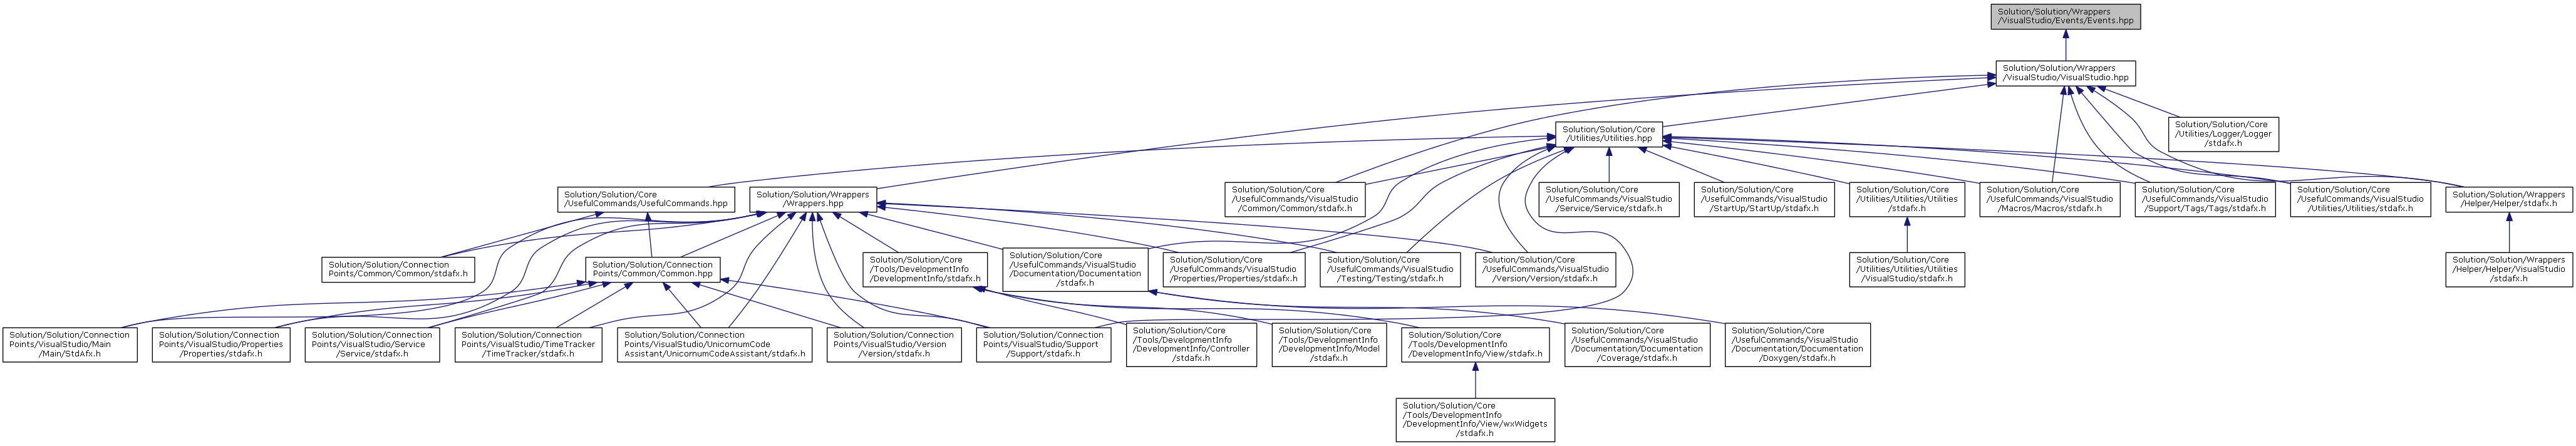 Solution/Solution/Wrappers
/VisualStudio/Events/Events.hpp
Solution/Solution/Wrappers
/VisualStudio/VisualStudio.hpp
Solution/Solution/Core
/Utilities/Utilities.hpp
Solution/Solution/Core
/Utilities/Logger/Logger
/stdafx.h
Solution/Solution/Core
/UsefulCommands/UsefulCommands.hpp
Solution/Solution/Wrappers
/Wrappers.hpp
Solution/Solution/Core
/UsefulCommands/VisualStudio
/Common/Common/stdafx.h
Solution/Solution/Core
/UsefulCommands/VisualStudio
/Service/Service/stdafx.h
Solution/Solution/Core
/UsefulCommands/VisualStudio
/StartUp/StartUp/stdafx.h
Solution/Solution/Core
/Utilities/Utilities/Utilities
/stdafx.h
Solution/Solution/Core
/UsefulCommands/VisualStudio
/Macros/Macros/stdafx.h
Solution/Solution/Core
/UsefulCommands/VisualStudio
/Support/Tags/Tags/stdafx.h
Solution/Solution/Core
/UsefulCommands/VisualStudio
/Utilities/Utilities/stdafx.h
Solution/Solution/Wrappers
/Helper/Helper/stdafx.h
Solution/Solution/Connection
Points/Common/Common/stdafx.h
Solution/Solution/Connection
Points/Common/Common.hpp
Solution/Solution/Core
/Tools/DevelopmentInfo
/DevelopmentInfo/stdafx.h
Solution/Solution/Core
/UsefulCommands/VisualStudio
/Documentation/Documentation
/stdafx.h
Solution/Solution/Core
/UsefulCommands/VisualStudio
/Properties/Properties/stdafx.h
Solution/Solution/Core
/UsefulCommands/VisualStudio
/Testing/Testing/stdafx.h
Solution/Solution/Core
/UsefulCommands/VisualStudio
/Version/Version/stdafx.h
Solution/Solution/Core
/Utilities/Utilities/Utilities
/VisualStudio/stdafx.h
Solution/Solution/Wrappers
/Helper/Helper/VisualStudio
/stdafx.h
Solution/Solution/Connection
Points/VisualStudio/Main
/Main/StdAfx.h
Solution/Solution/Connection
Points/VisualStudio/Properties
/Properties/stdafx.h
Solution/Solution/Connection
Points/VisualStudio/Service
/Service/stdafx.h
Solution/Solution/Connection
Points/VisualStudio/TimeTracker
/TimeTracker/stdafx.h
Solution/Solution/Connection
Points/VisualStudio/UnicornumCode
Assistant/UnicornumCodeAssistant/stdafx.h
Solution/Solution/Connection
Points/VisualStudio/Version
/Version/stdafx.h
Solution/Solution/Connection
Points/VisualStudio/Support
/Support/stdafx.h
Solution/Solution/Core
/Tools/DevelopmentInfo
/DevelopmentInfo/Controller
/stdafx.h
Solution/Solution/Core
/Tools/DevelopmentInfo
/DevelopmentInfo/Model
/stdafx.h
Solution/Solution/Core
/Tools/DevelopmentInfo
/DevelopmentInfo/View/stdafx.h
Solution/Solution/Core
/UsefulCommands/VisualStudio
/Documentation/Documentation
/Coverage/stdafx.h
Solution/Solution/Core
/UsefulCommands/VisualStudio
/Documentation/Documentation
/Doxygen/stdafx.h
Solution/Solution/Core
/Tools/DevelopmentInfo
/DevelopmentInfo/View/wxWidgets
/stdafx.h